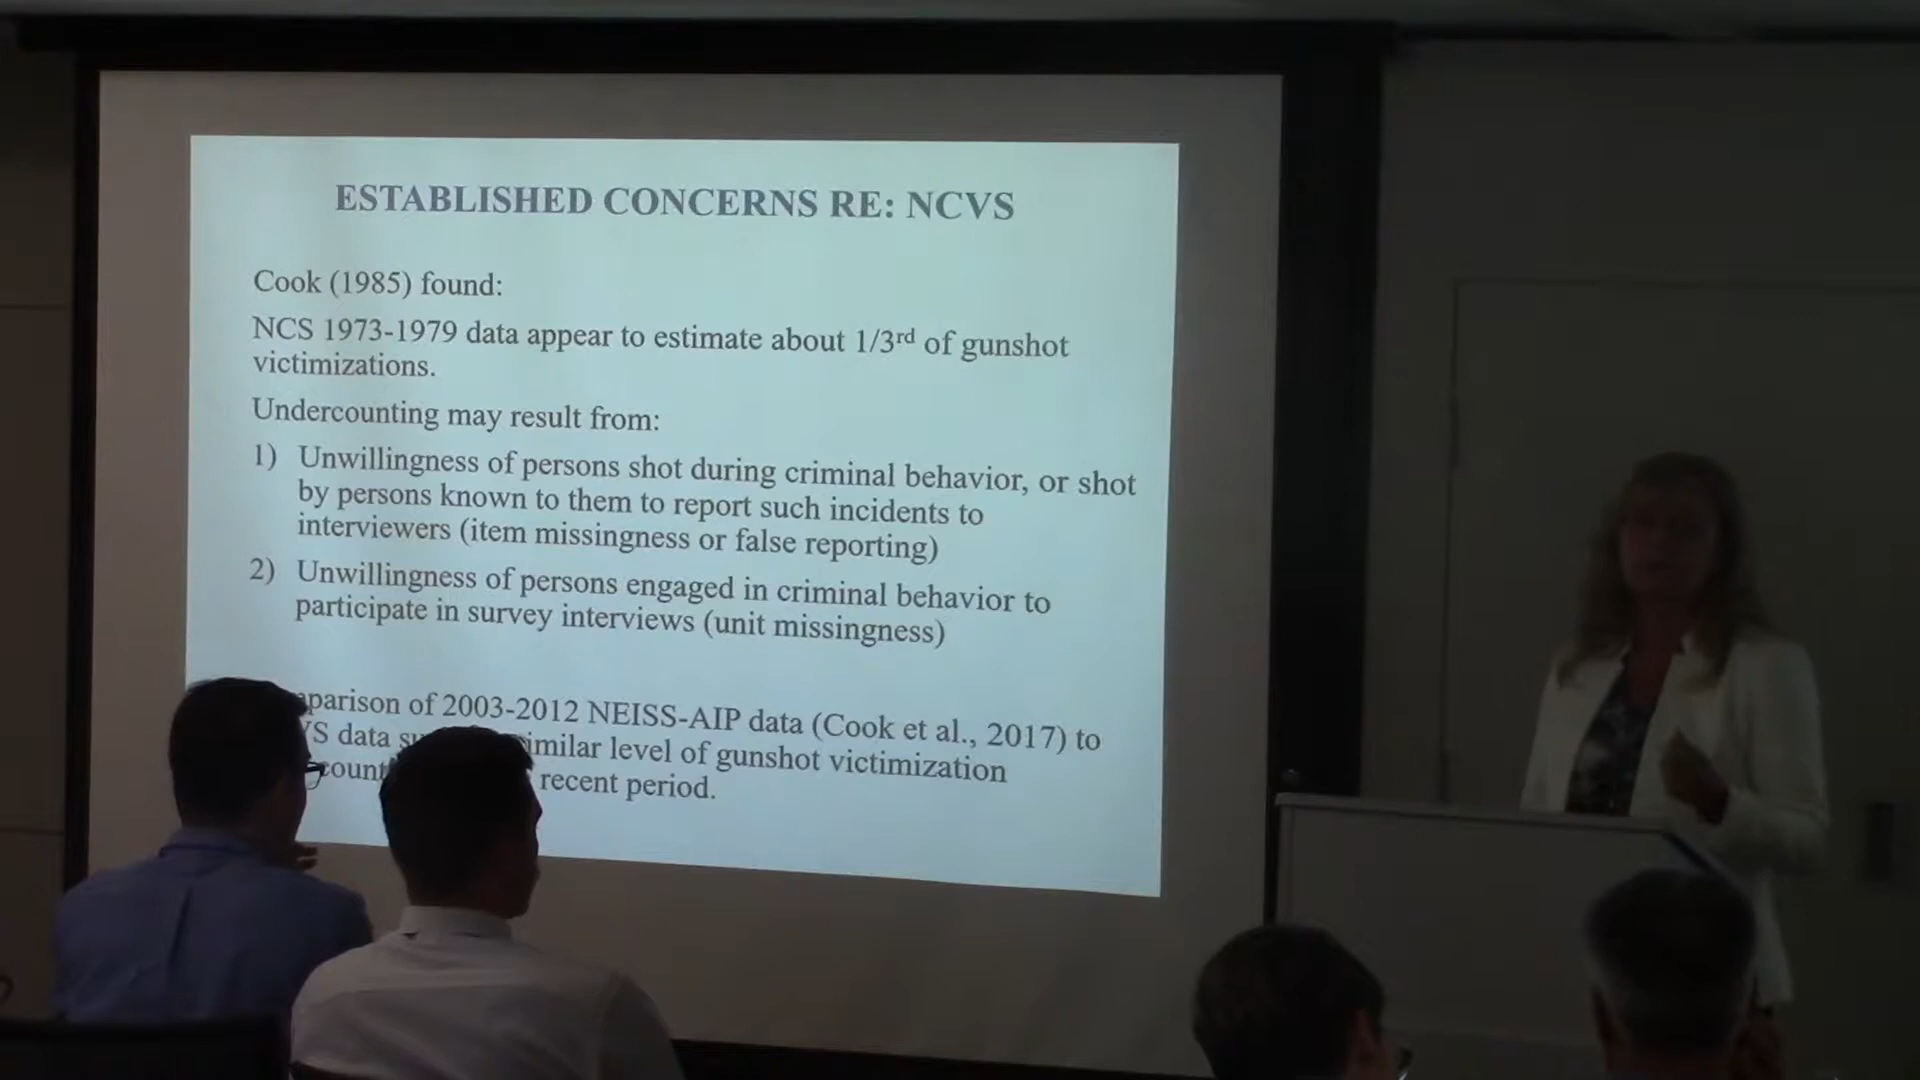 ESTABLISHED CONCERNS RE: NCVS
Cook (1985) found:
NCS 1973-1979 data appear to estimate about 1/3rd of gunshot
victimizations.
Undercounting may result from:
1) Unwillingness of persons shot during criminal behavior, or shot
by persons known to them to report such incidents to
interviewers (item missingness or false reporting)
2) Unwillingness of persons engaged in criminal behavior to
participate in survey interviews (unit missingness)
of 2003-2012 NEISS-AIP data (Cook et al., 2017) to
data level of gunshot victimization
recent period.